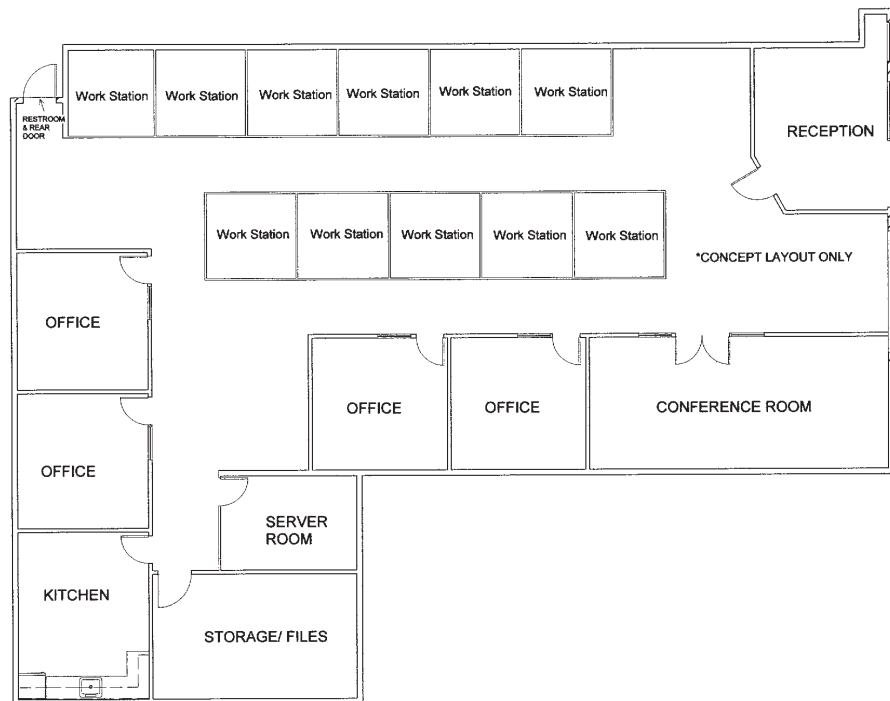 Work Station
Work Station
Work Station
Work Station
Work Station
Work Station
RESTROOM
& REAR
DOOR
RECEPTION
Work Station
Work Station
Work Station
Work Station
Work Station
*CONCEPT LAYOUT ONLY
OFFICE
OFFICE
OFFICE
CONFERENCE ROOM
OFFICE
SERVER
ROOM
KITCHEN
STORAGE/ FILES